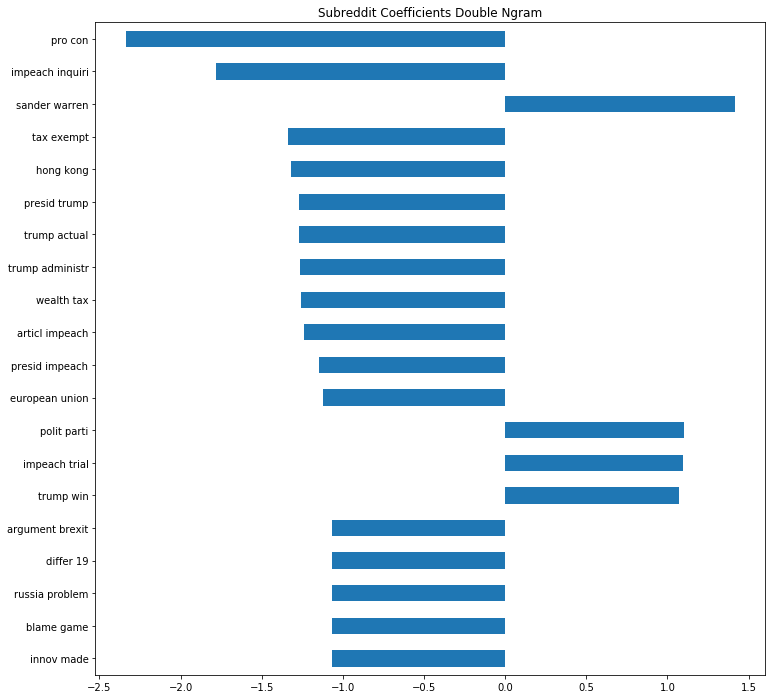 Subreddit Coefficients Double Ngram
pro con
impeach inquiri
sander warren
tax exempt
hong kong
presid trump
trump actual
trump administr
wealth tax
articl impeach
presid impeach
european union
polit parti
impeach trial
trump win
argument brexit
differ 19
russia problem
blame game
innov made
−2.5 −2.0 −1.5 −1.0 −0.5 0.0 0.5 1.0 1.5